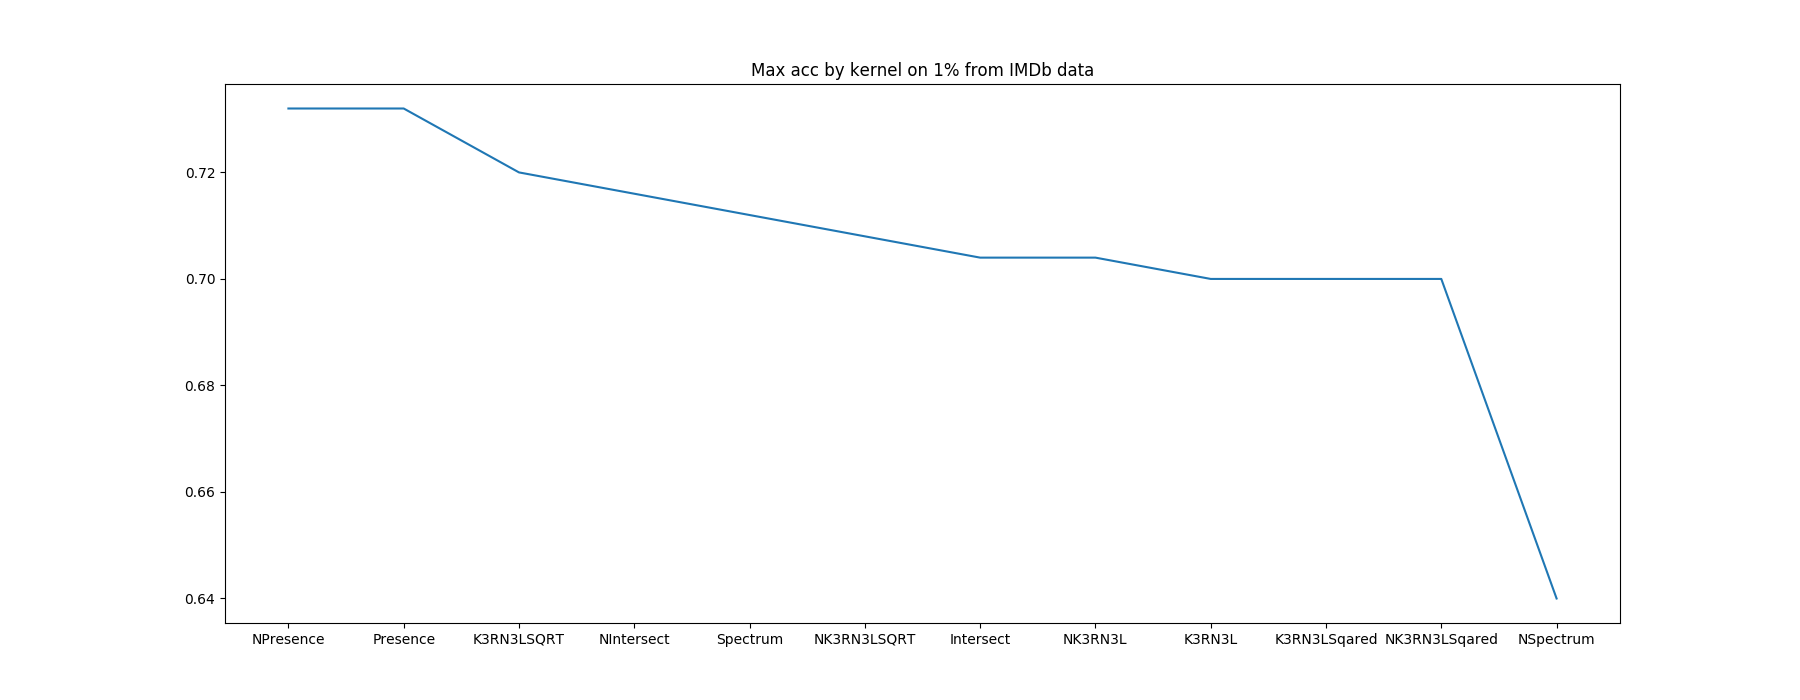 Max acc by kernel on 1% from IMDb data
0.72
0.70
0.68
0.66
0.64
NPresence Presence K3RN3LSQRT NIntersect Spectrum NK3RN3LSQRT Intersect NK3RN3L K3RN3L K3RN3LSqared NK3RN3LSqared NSpectrum